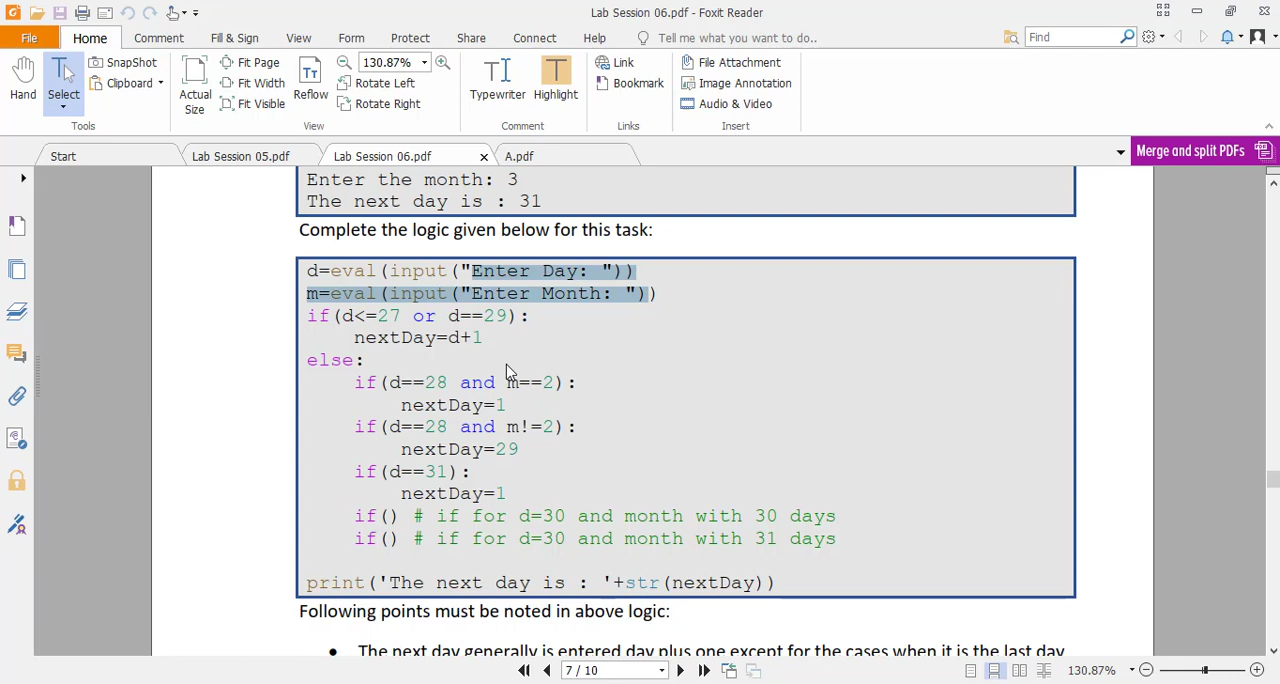 Lab Session 06.pdf - Foxit Reader
File Home Comment Fill & Sign View Form Protect Share Connect Help Tell me what you want to do.. Find
Hand
Select
SnapShot
Clipboard
Actual Size
Fit Page
Fit Width
Fit Visible
Reflow
130.87%
Rotate Left
Rotate Right
Typewriter
Highlight
Link
Bookmark
File Attachment
Image Annotation
Audio & Video
Tools View Comment Links Insert
Start Lab Session 05.pdf Lab Session 06.pdf A.pdf Merge and split PDFs
Enter the month: 3
The next day is : 31
Complete the logic given below for this task:
d=eval(input("Enter Day: "))
m=eval(input("Enter Month: "))
if(d<=27 or d==29):
    nextDay=d+1
else:
    if(d==28 and m==2):
        nextDay=1
    if(d==28 and m!=2):
        nextDay=29
    if(d==31):
        nextDay=1
    if() # if for d=30 and month with 30 days
    if() # if for d=30 and month with 31 days
print('The next day is : '+str(nextDay))
Following points must be noted in above logic:
• The next day generally is entered day plus one except for the cases when it is the last day
7 / 10 130.87%